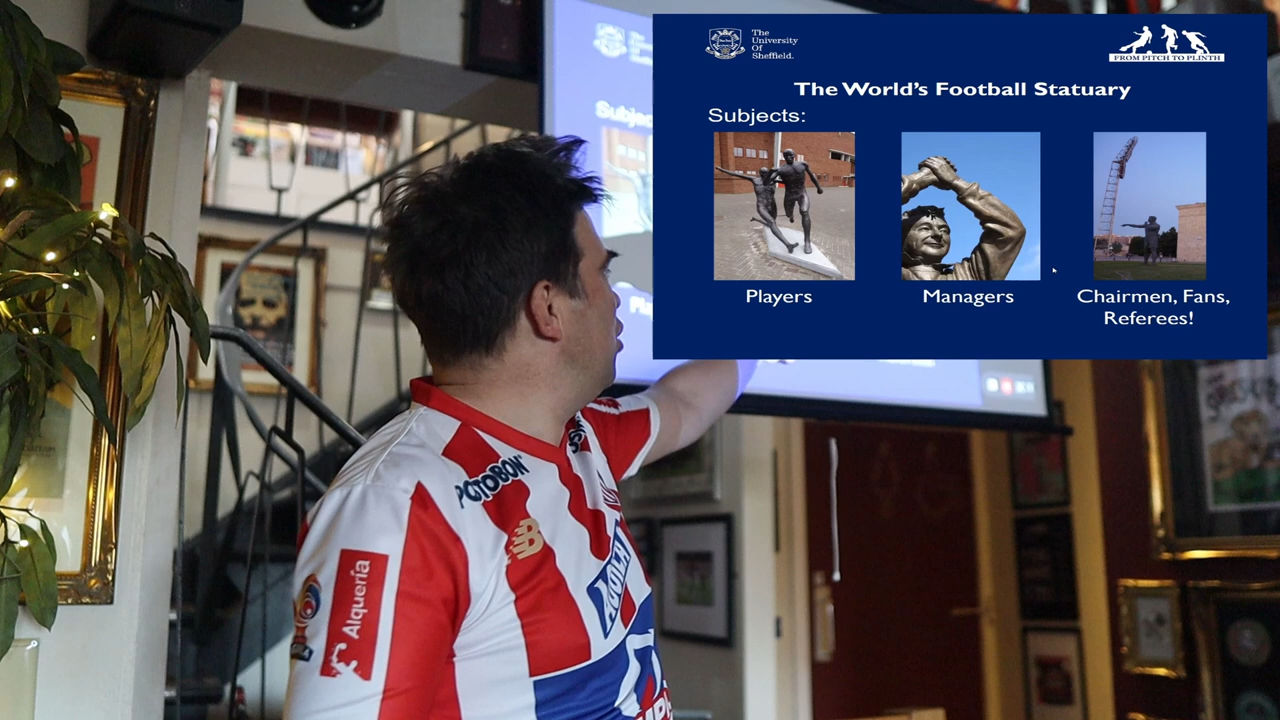 The
University
Of
Sheffield.
FROM PITCH TO PLINTH
The World's Football Statuary
Subjects:
Players
Managers
Chairmen, Fans,
Referees!
POSTOBON
Alquería